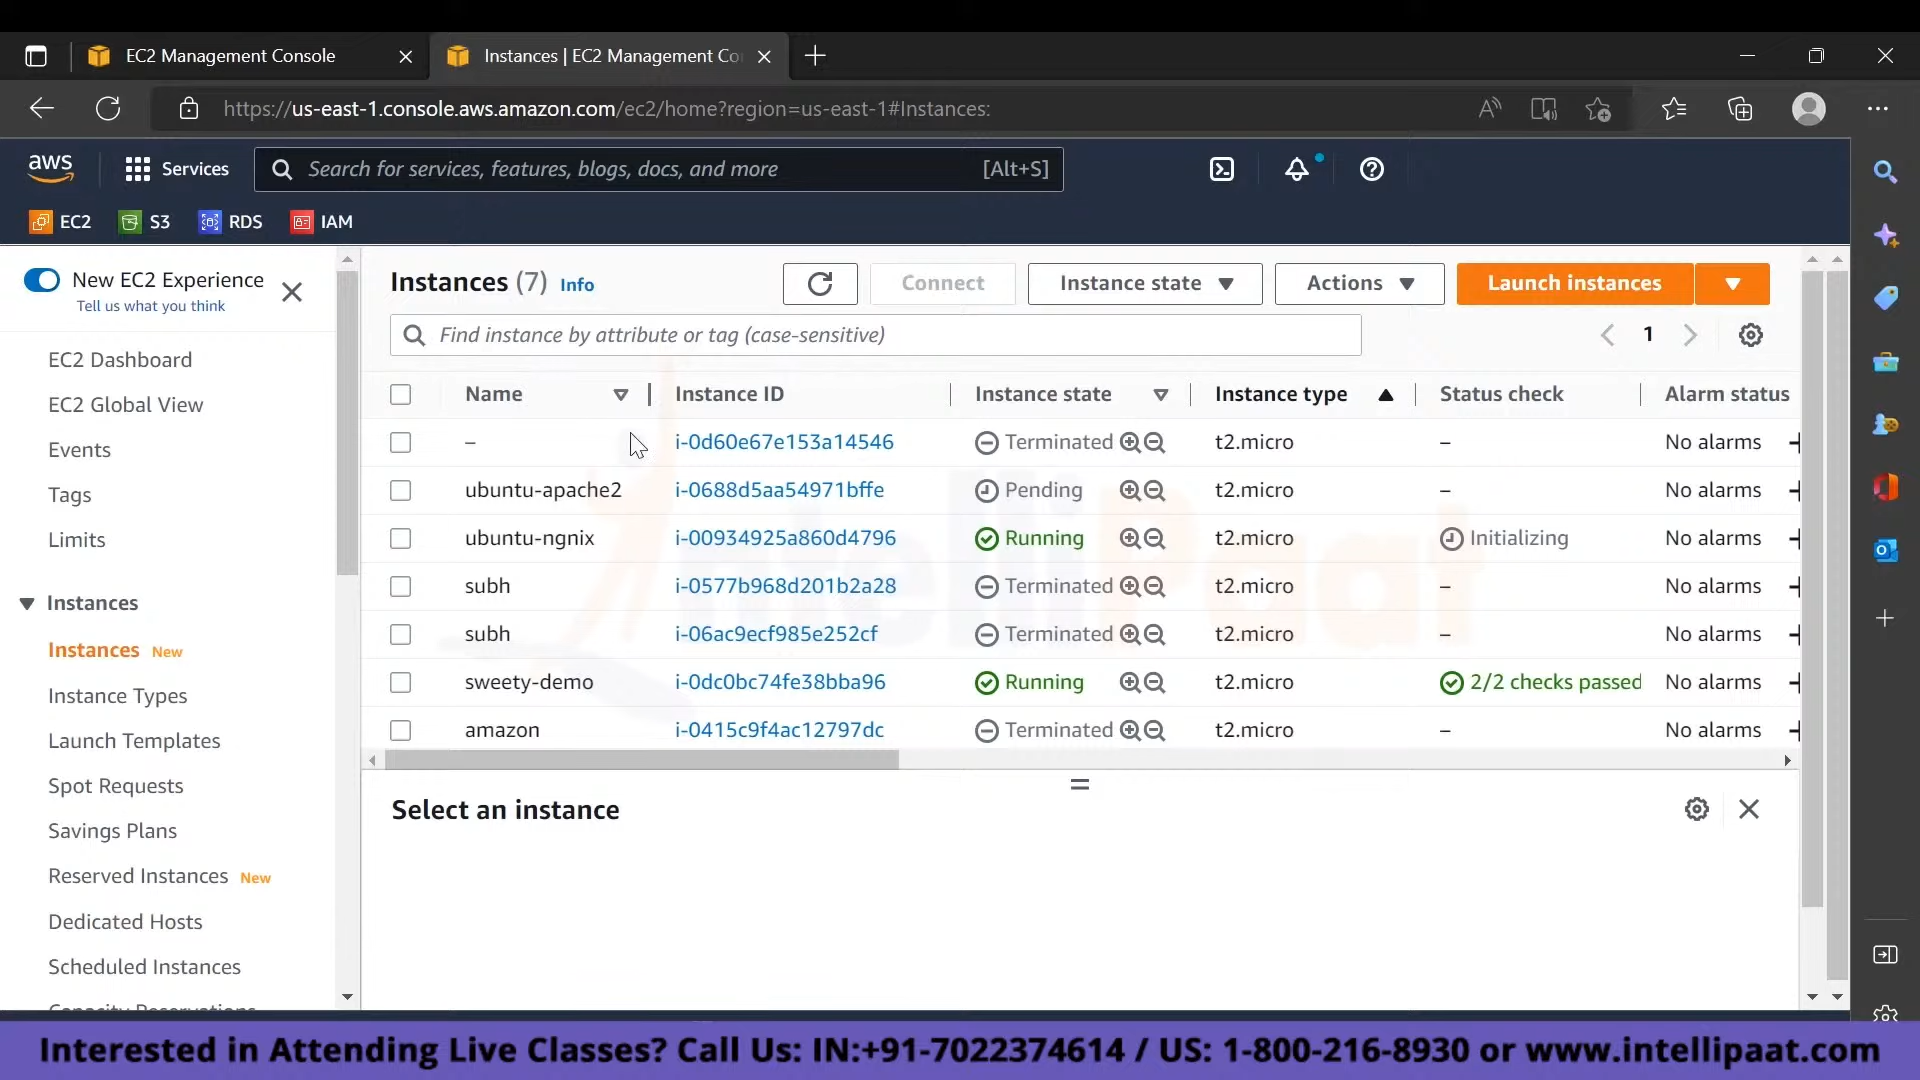 EC2 Management Console
Instances | EC2 Management Co
https://us-east-1.console.aws.amazon.com/ec2/home?region=us-east-1#Instances:
aws
Services
Search for services, features, blogs, docs, and more
[Alt+S]
EC2
S3
RDS
IAM
New EC2 Experience
Tell us what you think
EC2 Dashboard
EC2 Global View
Events
Tags
Limits
Instances
Instances New
Instance Types
Launch Templates
Spot Requests
Savings Plans
Reserved Instances New
Dedicated Hosts
Scheduled Instances
Capacity Reservations
Instances (7) Info
Connect
Instance state
Actions
Launch instances
Find instance by attribute or tag (case-sensitive)
1
Name Instance ID Instance state Instance type Status check Alarm status
– i-0d60e67e153a14546 Terminated t2.micro – No alarms
ubuntu-apache2 i-0688d5aa54971bffe Pending t2.micro – No alarms
ubuntu-ngnix i-00934925a860d4796 Running t2.micro Initializing No alarms
subh i-0577b968d201b2a28 Terminated t2.micro – No alarms
subh i-06ac9ecf985e252cf Terminated t2.micro – No alarms
sweety-demo i-0dc0bc74fe38bba96 Running t2.micro 2/2 checks passed No alarms
amazon i-0415c9f4ac12797dc Terminated t2.micro – No alarms
Select an instance
IntelliPaat
Interested in Attending Live Classes? Call Us: IN:+91-7022374614 / US: 1-800-216-8930 or www.intellipaat.com